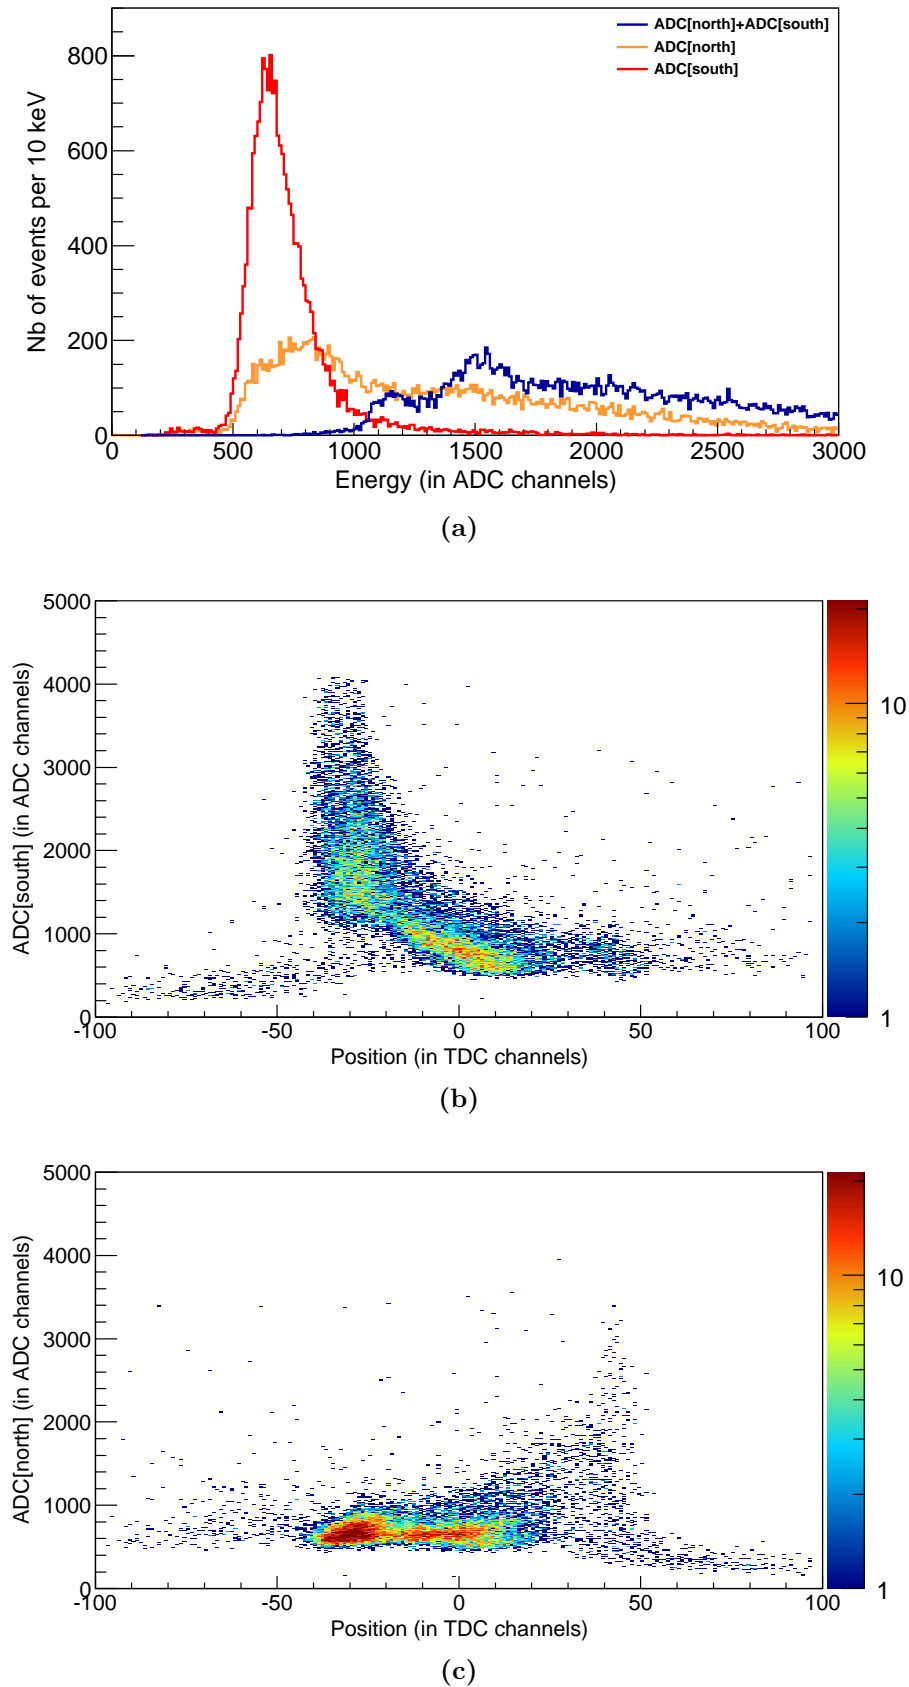 ADC[north]+ADC[south]
ADC[north]
ADC[south]
Nb of events per 10 keV
800
600
400
200
0
0 500 1000 1500 2000 2500 3000
Energy (in ADC channels)
(a)
ADC[south] (in ADC channels)
5000
4000
3000
2000
1000
0
-100 -50 0 50 100
10
1
Position (in TDC channels)
(b)
ADC[north] (in ADC channels)
5000
4000
3000
2000
1000
0
-100 -50 0 50 100
10
1
Position (in TDC channels)
(c)